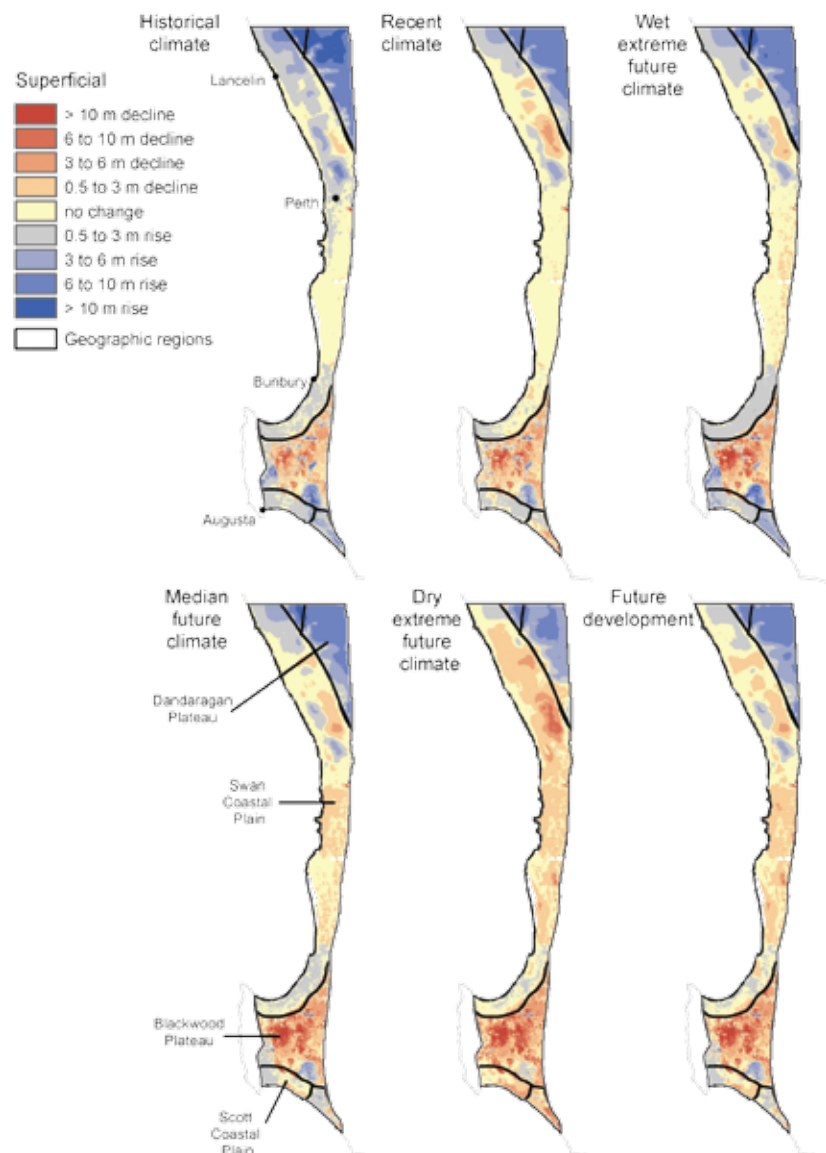 Historical
climate
Recent
climate
Wet
extreme
future
climate
Superficial
> 10 m decline
6 to 10 m decline
3 to 6 m decline
0.5 to 3 m decline
no change
0.5 to 3 m rise
3 to 6 m rise
6 to 10 m rise
> 10 m rise
Geographic regions
Lancelin
Perth
Bunbury
Augusta
Median
future
climate
Dry
extreme
future
climate
Future
development
Dandaragan
Plateau
Swan
Coastal
Plain
Blackwood
Plateau
Scott
Coastal
Plain